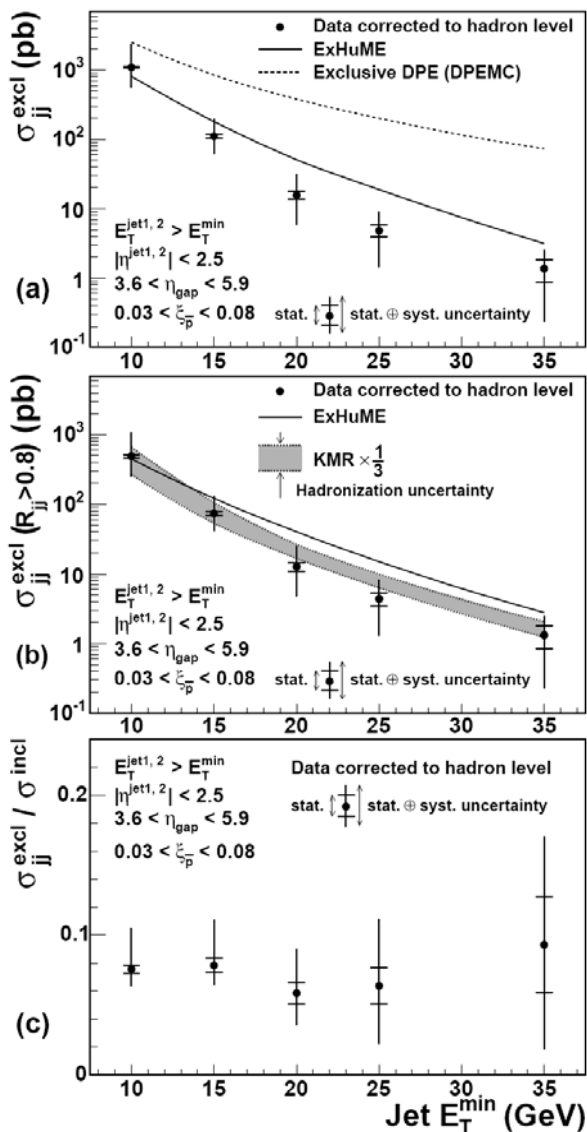 σ_jj^excl (pb)
Data corrected to hadron level
ExHuME
Exclusive DPE (DPEMC)
10^3
10^2
10
1
10^-1
E_T^jet1, 2 > E_T^min
|η^jet1, 2| < 2.5
3.6 < η_gap < 5.9
0.03 < ξ_p̄ < 0.08
(a)
stat. stat. ⊕ syst. uncertainty
10 15 20 25 30 35
σ_jj^excl (R_jj>0.8) (pb)
Data corrected to hadron level
ExHuME
KMR × 1/3
Hadronization uncertainty
10^3
10^2
10
1
10^-1
E_T^jet1, 2 > E_T^min
|η^jet1, 2| < 2.5
3.6 < η_gap < 5.9
0.03 < ξ_p̄ < 0.08
(b)
stat. stat. ⊕ syst. uncertainty
10 15 20 25 30 35
σ_jj^excl / σ^incl
E_T^jet1, 2 > E_T^min
|η^jet1, 2| < 2.5
3.6 < η_gap < 5.9
0.03 < ξ_p̄ < 0.08
Data corrected to hadron level
stat. stat. ⊕ syst. uncertainty
0.2
0.1
0
(c)
10 15 20 25 30 35
Jet E_T^min (GeV)